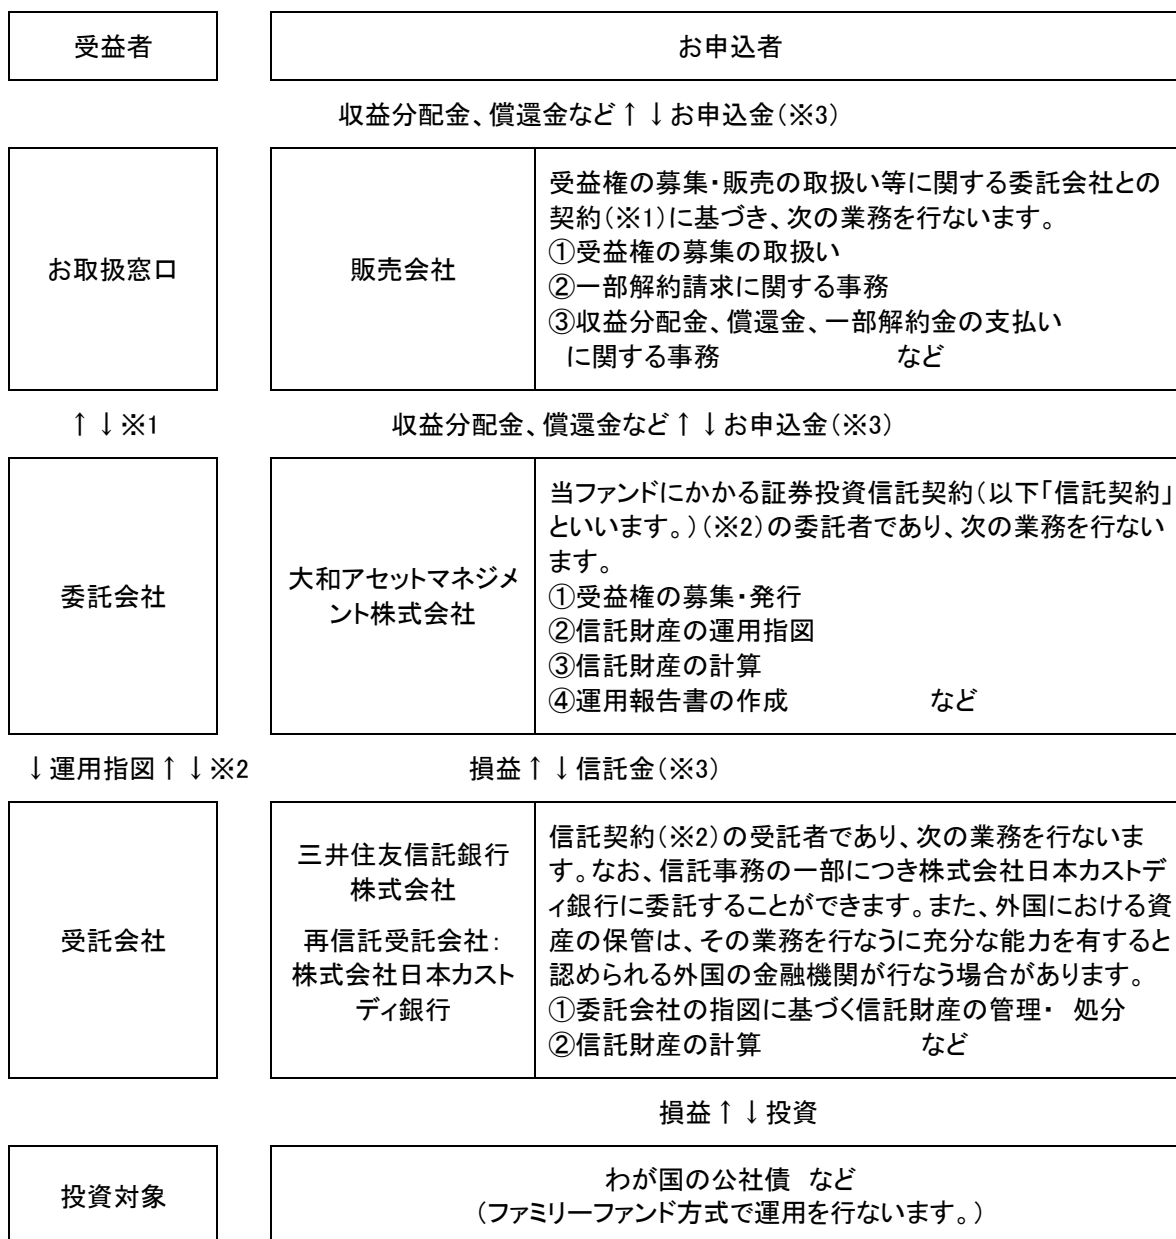 受益者
お申込者
収益分配金、償還金など↑↓お申込金(※3)
お取扱窓口
販売会社
受益権の募集・販売の取扱い等に関する委託会社との
契約(※1)に基づき、次の業務を行ないます。
①受益権の募集の取扱い
②一部解約請求に関する事務
③収益分配金、償還金、一部解約金の支払い
に関する事務 など
↑↓※1
収益分配金、償還金など↑↓お申込金(※3)
委託会社
大和アセットマネジメ
ント株式会社
当ファンドにかかる証券投資信託契約(以下「信託契約」
といいます。)(※2)の委託者であり、次の業務を行ない
ます。
①受益権の募集・発行
②信託財産の運用指図
③信託財産の計算
④運用報告書の作成 など
↓運用指図↑↓※2
損益↑↓信託金(※3)
受託会社
三井住友信託銀行
株式会社
再信託受託会社:
株式会社日本カスト
ディ銀行
信託契約(※2)の受託者であり、次の業務を行ないま
す。なお、信託事務の一部につき株式会社日本カストデ
ィ銀行に委託することができます。また、外国における資
産の保管は、その業務を行なうに充分な能力を有すると
認められる外国の金融機関が行なう場合があります。
①委託会社の指図に基づく信託財産の管理・ 処分
②信託財産の計算 など
損益↑↓投資
投資対象
わが国の公社債 など
(ファミリーファンド方式で運用を行ないます。)